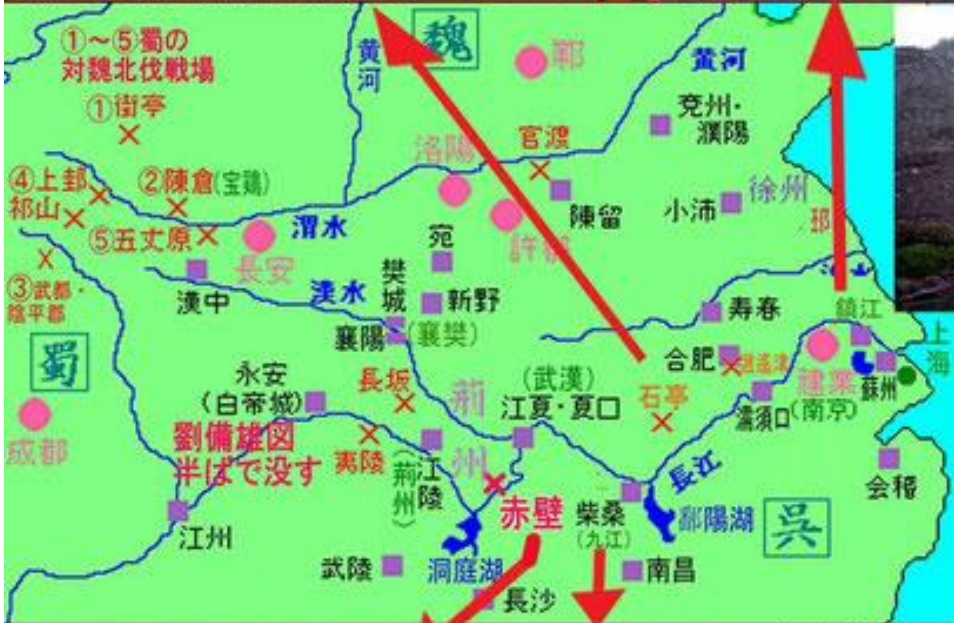 ①～⑤蜀の
対魏北伐戦場
①街亭
魏
鄴
黄河
黄河
兗州・
濮陽
官渡
洛陽
陳留
許都
小沛
徐州
④上邽
祁山
②陳倉(宝鶏)
⑤五丈原
渭水
長安
宛
漢中
漢水
樊城
新野
襄陽
(襄樊)
③武都・
陰平郡
寿春
鎮江
上海
合肥
逍遥津
建業
(南京)
蘇州
濡須口
蜀
成都
永安
(白帝城)
長坂
荊州
(武漢)
江夏・夏口
石亭
劉備雄図
半ばで没す
夷陵
江陵
(荊州)
赤壁
柴桑
(九江)
長江
鄱陽湖
呉
会稽
江州
武陵
洞庭湖
長沙
南昌